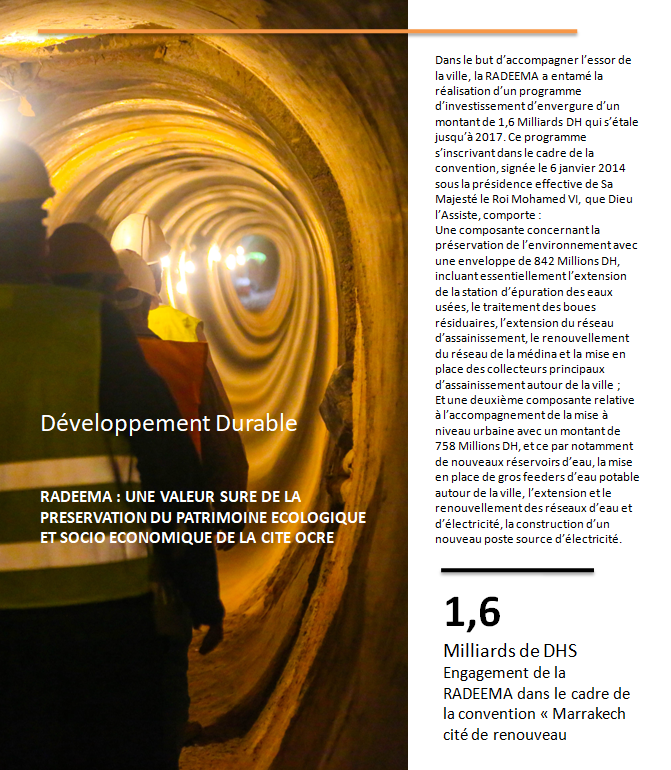 Développement Durable
RADEEMA : UNE VALEUR SURE DE LA
PRESERVATION DU PATRIMOINE ECOLOGIQUE
ET SOCIO ECONOMIQUE DE LA CITE OCRE
Dans le but d’accompagner l’essor de
la ville, la RADEEMA a entamé la
réalisation d’un programme
d’investissement d’envergure d’un
montant de 1,6 Milliards DH qui s’étale
jusqu’à 2017. Ce programme
s’inscrivant dans le cadre de la
convention, signée le 6 janvier 2014
sous la présidence effective de Sa
Majesté le Roi Mohamed VI, que Dieu
l’Assiste, comporte :
Une composante concernant la
préservation de l’environnement avec
une enveloppe de 842 Millions DH,
incluant essentiellement l’extension
de la station d’épuration des eaux
usées, le traitement des boues
résiduaires, l’extension du réseau
d’assainissement, le renouvellement
du réseau de la médina et la mise en
place des collecteurs principaux
d’assainissement autour de la ville ;
Et une deuxième composante relative
à l’accompagnement de la mise à
niveau urbaine avec un montant de
758 Millions DH, et ce par notamment
de nouveaux réservoirs d’eau, la mise
en place de gros feeders d’eau potable
autour de la ville, l’extension et le
renouvellement des réseaux d’eau et
d’électricité, la construction d’un
nouveau poste source d’électricité.
1,6
Milliards de DHS
Engagement de la
RADEEMA dans le cadre de
la convention « Marrakech
cité de renouveau